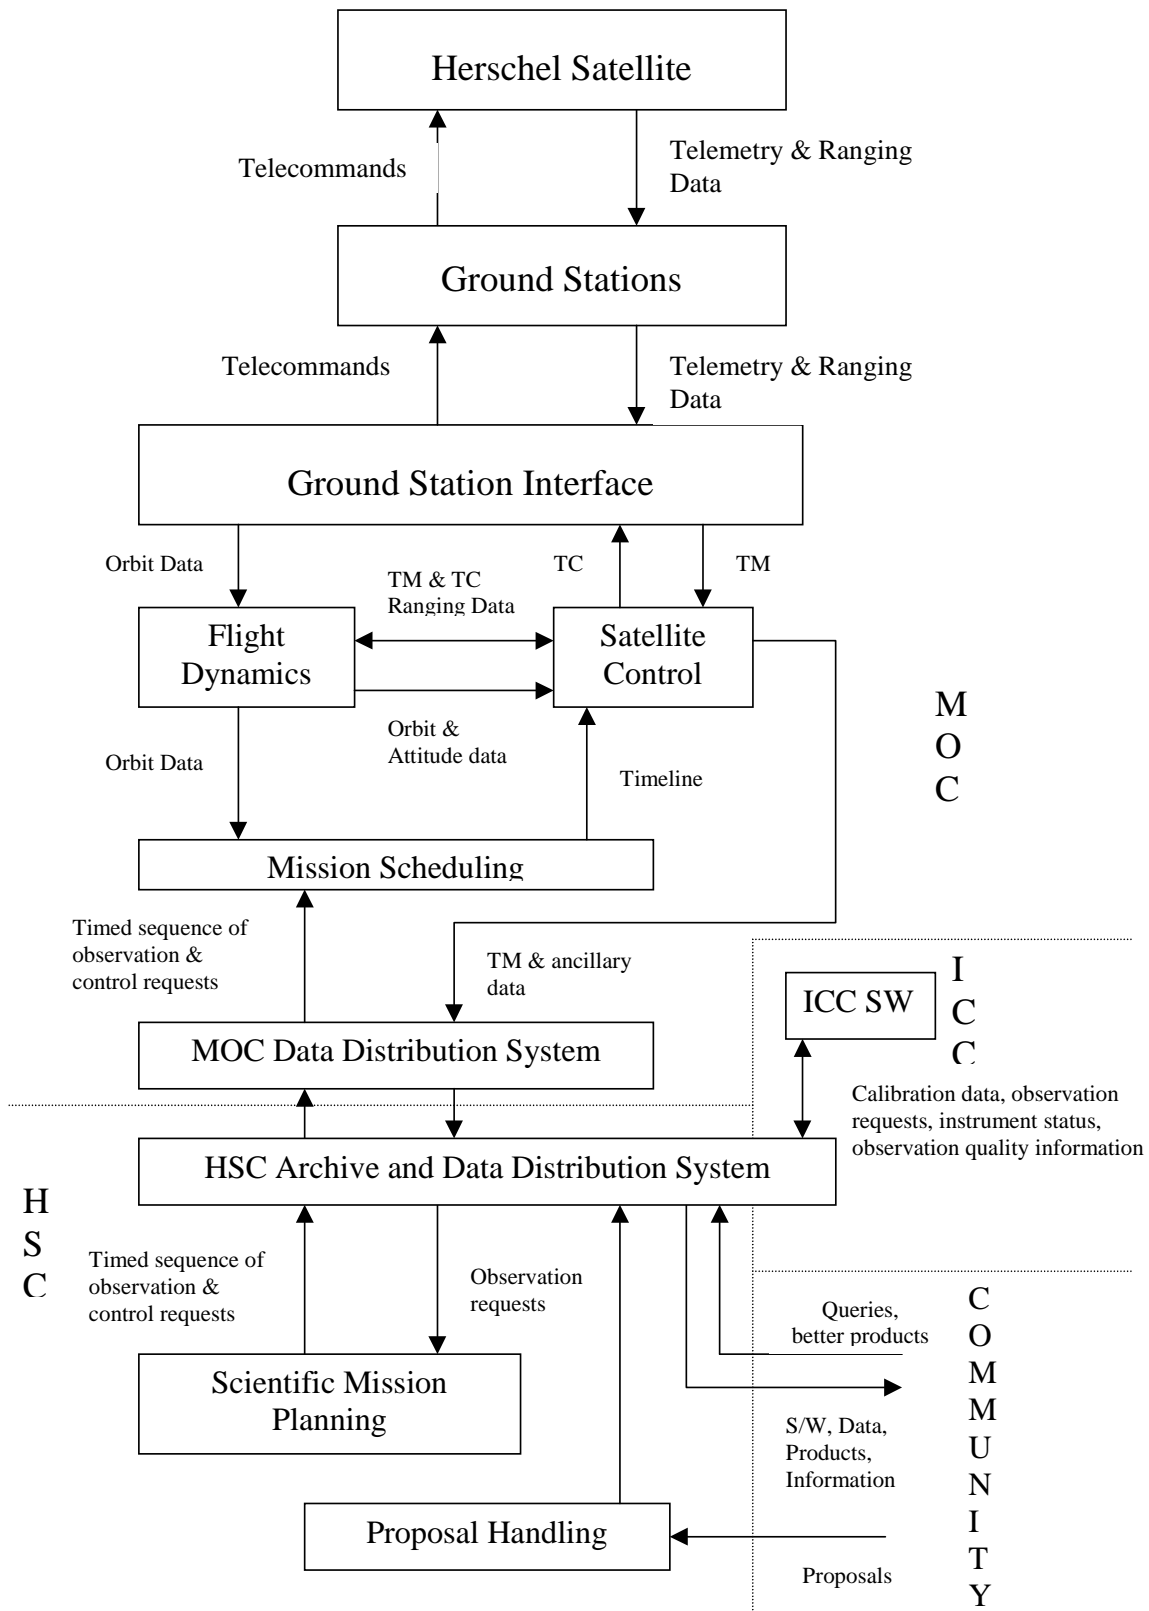 Herschel Satellite
Telecommands
Telemetry & Ranging
Data
Ground Stations
Telecommands
Telemetry & Ranging
Data
Ground Station Interface
Orbit Data
TM & TC
Ranging Data
TC
TM
Flight
Dynamics
Satellite
Control
Orbit Data
Orbit &
Attitude data
Timeline
M
O
C
Mission Scheduling
Timed sequence of
observation &
control requests
TM & ancillary
data
I
C
C
ICC SW
MOC Data Distribution System
Calibration data, observation
requests, instrument status,
observation quality information
HSC Archive and Data Distribution System
H
S
C
Timed sequence of
observation &
control requests
Observation
requests
Queries,
better products
C
O
M
M
U
N
I
T
Y
Scientific Mission
Planning
S/W, Data,
Products,
Information
Proposal Handling
Proposals